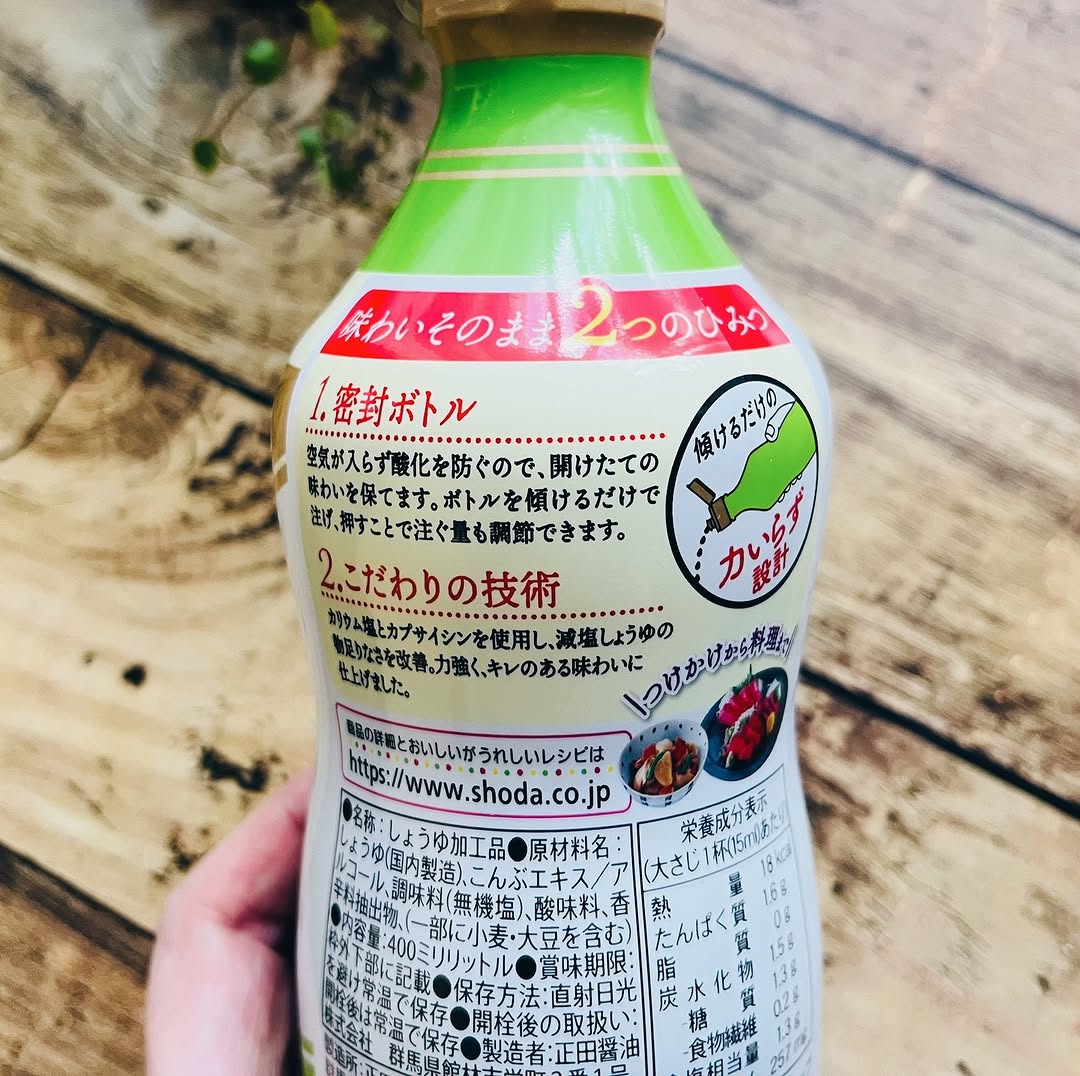 味わいそのまま2つのひみつ
1.密封ボトル
空気が入らず酸化を防ぐので、開けたての
味わいを保てます。ボトルを傾けるだけで
注げ、押すことで注ぐ量も調節できます。
傾けるだけの
力いらず
設計
2.こだわりの技術
カリウム塩とカプサイシンを使用し、減塩しょうゆの
物足りなさを改善。力強く、キレのある味わいに
仕上げました。
つけかけから料理まで
商品の詳細とおいしいがうれしいレシピは
https://www.shoda.co.jp
●名称:しょうゆ加工品●原材料名:
しょうゆ(国内製造)、こんぶエキス/ア
ルコール、調味料(無機塩)、酸味料、香
辛料抽出物、(一部に小麦・大豆を含む)
●内容量:400ミリリットル●賞味期限:
枠外下部に記載●保存方法:直射日光
を避け常温で保存●開栓後の取扱い:
開栓後は常温で保存●製造者:正田醤油
株式会社 群馬県館林市栄町3番1号
製造所:正田
栄養成分表示
(大さじ1杯(15ml)あたり)
熱量 18kcal
たんぱく質 1.6g
脂質 0g
炭水化物 1.5g
-糖質 1.3g
-食物繊維 0.2g
食塩相当量 1.3g
257mg